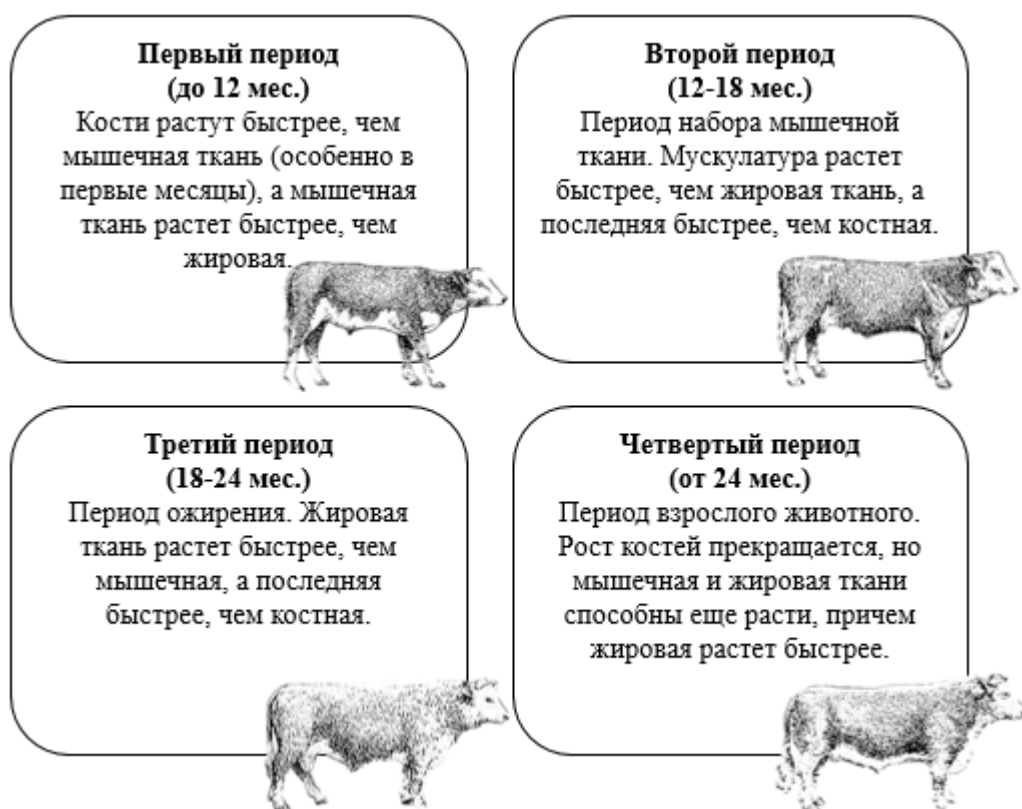 Первый период
(до 12 мес.)
Кости растут быстрее, чем
мышечная ткань (особенно в
первые месяцы), а мышечная
ткань растет быстрее, чем
жировая.
Второй период
(12-18 мес.)
Период набора мышечной
ткани. Мускулатура растет
быстрее, чем жировая ткань, а
последняя быстрее, чем костная.
Третий период
(18-24 мес.)
Период ожирения. Жировая
ткань растет быстрее, чем
мышечная, а последняя
быстрее, чем костная.
Четвертый период
(от 24 мес.)
Период взрослого животного.
Рост костей прекращается, но
мышечная и жировая ткани
способны еще расти, причем
жировая растет быстрее.